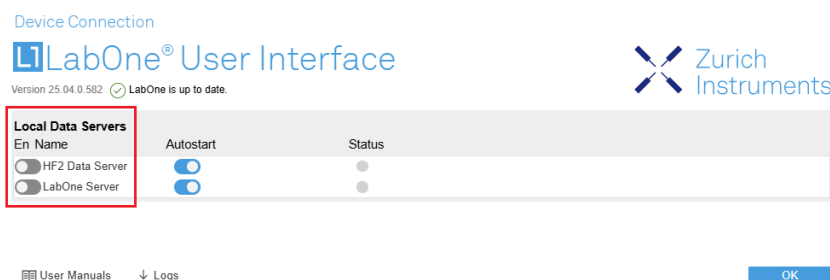 Device Connection
L1 LabOne® User Interface
Zurich
Instruments
Version 25.04.0.582 LabOne is up to date.
Local Data Servers
En Name Autostart Status
HF2 Data Server
LabOne Server
User Manuals Logs OK